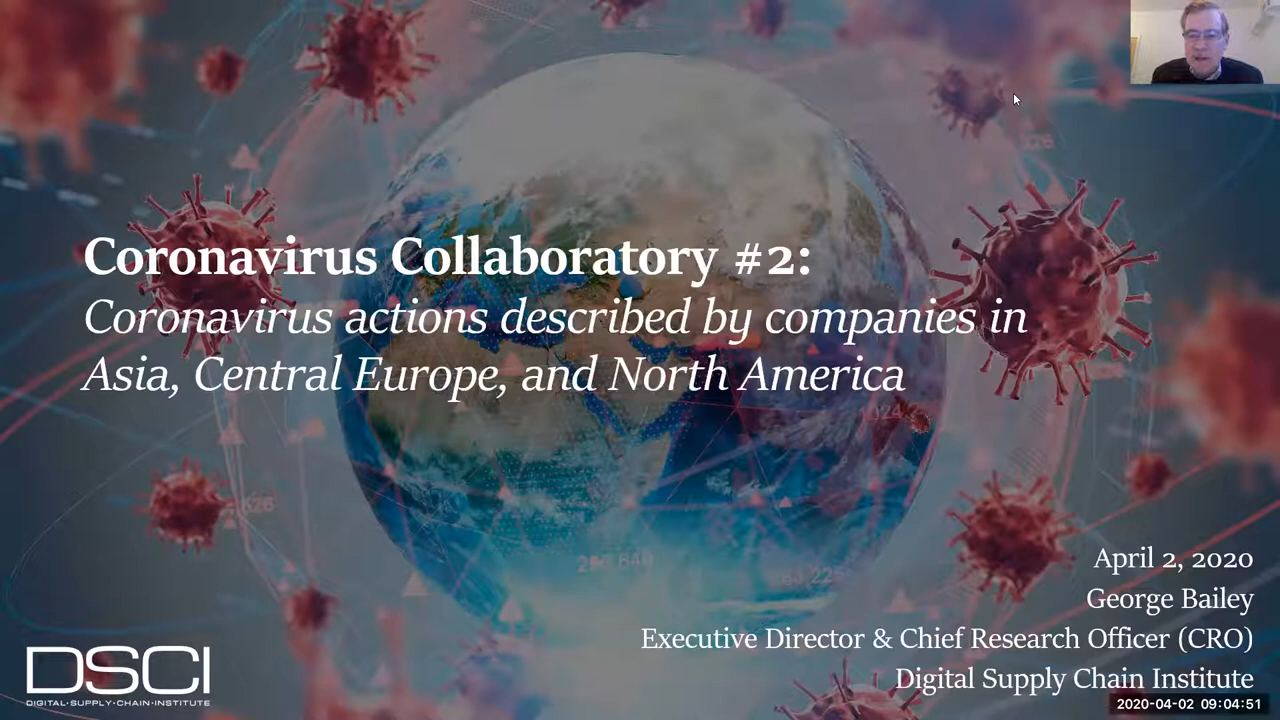 Coronavirus Collaboratory #2:
Coronavirus actions described by companies in
Asia, Central Europe, and North America
April 2, 2020
George Bailey
Executive Director & Chief Research Officer (CRO)
Digital Supply Chain Institute
DSCI
DIGITAL•SUPPLY•CHAIN•INSTITUTE
2020-04-02 09:04:51